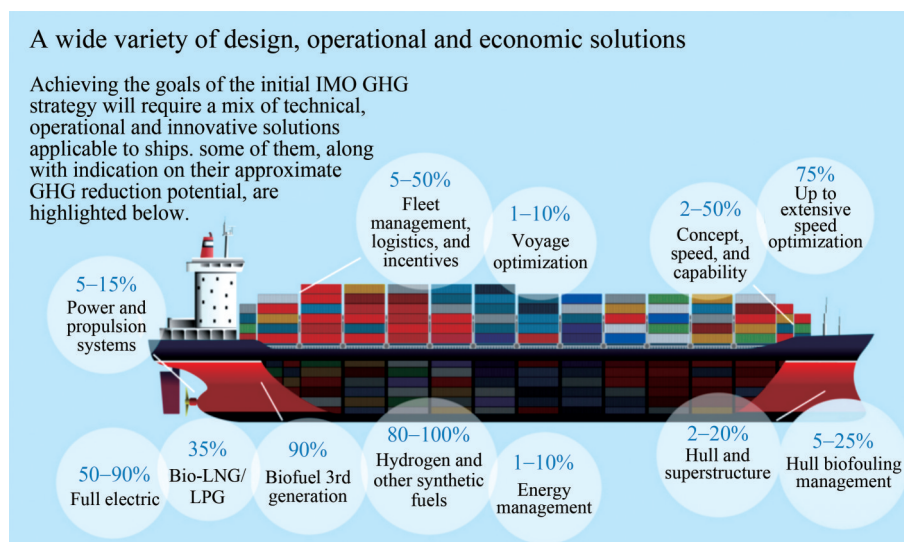 A wide variety of design, operational and economic solutions
Achieving the goals of the initial IMO GHG
strategy will require a mix of technical,
operational and innovative solutions
applicable to ships. some of them, along
with indication on their approximate
GHG reduction potential, are
highlighted below.
5–50%
Fleet
management,
logistics, and
incentives
1–10%
Voyage
optimization
2–50%
Concept,
speed, and
capability
75%
Up to
extensive
speed
optimization
5–15%
Power and
propulsion
systems
50–90%
Full electric
35%
Bio-LNG/
LPG
90%
Biofuel 3rd
generation
80–100%
Hydrogen and
other synthetic
fuels
1–10%
Energy
management
2–20%
Hull and
superstructure
5–25%
Hull biofouling
management